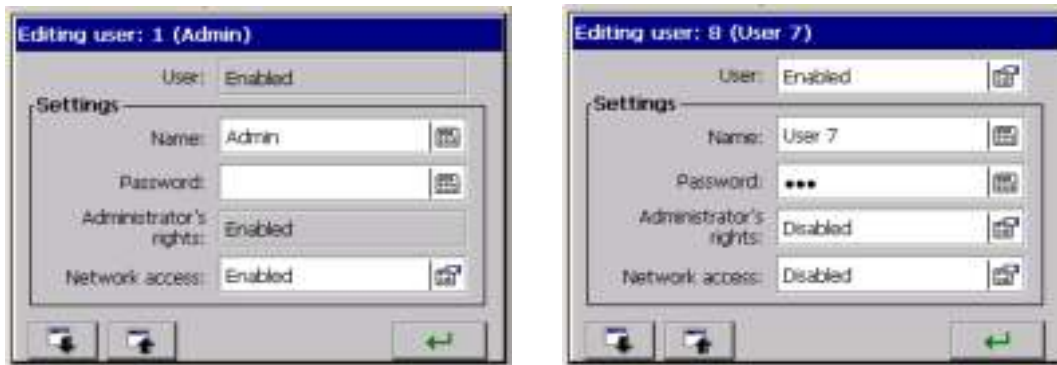 Editing user: 1 (Admin)
User: Enabled
Settings
Name: Admin
Password:
Administrator's
rights: Enabled
Network access: Enabled
Editing user: 8 (User 7)
User: Enabled
Settings
Name: User 7
Password: •••
Administrator's
rights: Disabled
Network access: Disabled